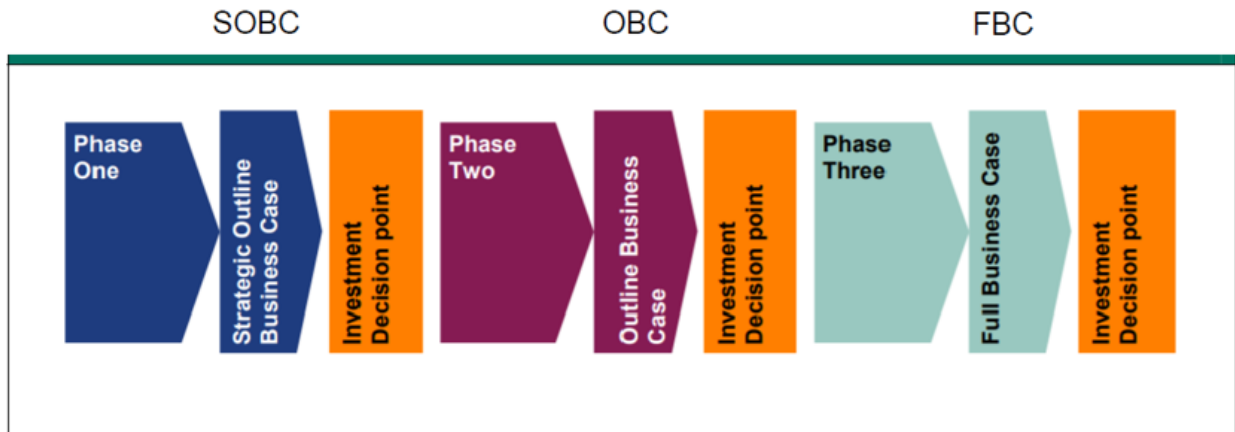 SOBC
OBC
FBC
Phase
One
Strategic Outline
Business Case
Investment
Decision point
Phase
Two
Outline Business
Case
Investment
Decision point
Phase
Three
Full Business Case
Investment
Decision point